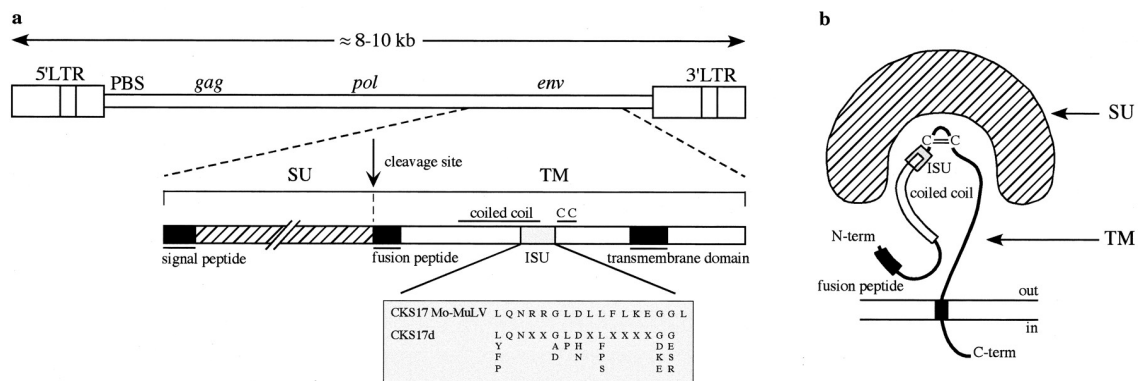 a
≈ 8-10 kb
5'LTR PBS gag pol env 3'LTR
cleavage site
SU TM
coiled coil CC
signal peptide fusion peptide ISU transmembrane domain
CKS17 Mo-MuLV L Q N R R G L D L L F L K E G G L
CKS17d L Q N X X G L D X L X X X X G G
Y A P H F D E
F D N P K S
P S E R
b
SU
C C
ISU
coiled coil
TM
N-term
fusion peptide
out
in
C-term